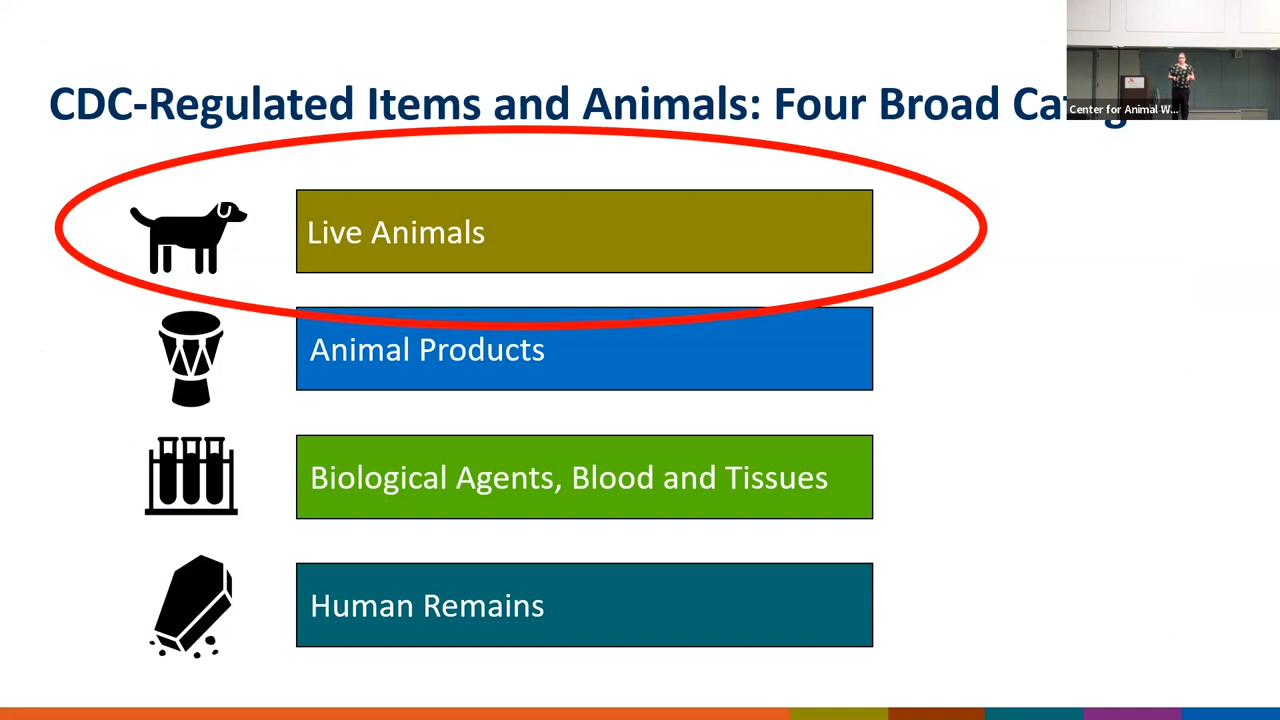 CDC-Regulated Items and Animals: Four Broad
Center for Animal W...
Live Animals
Animal Products
Biological Agents, Blood and Tissues
Human Remains